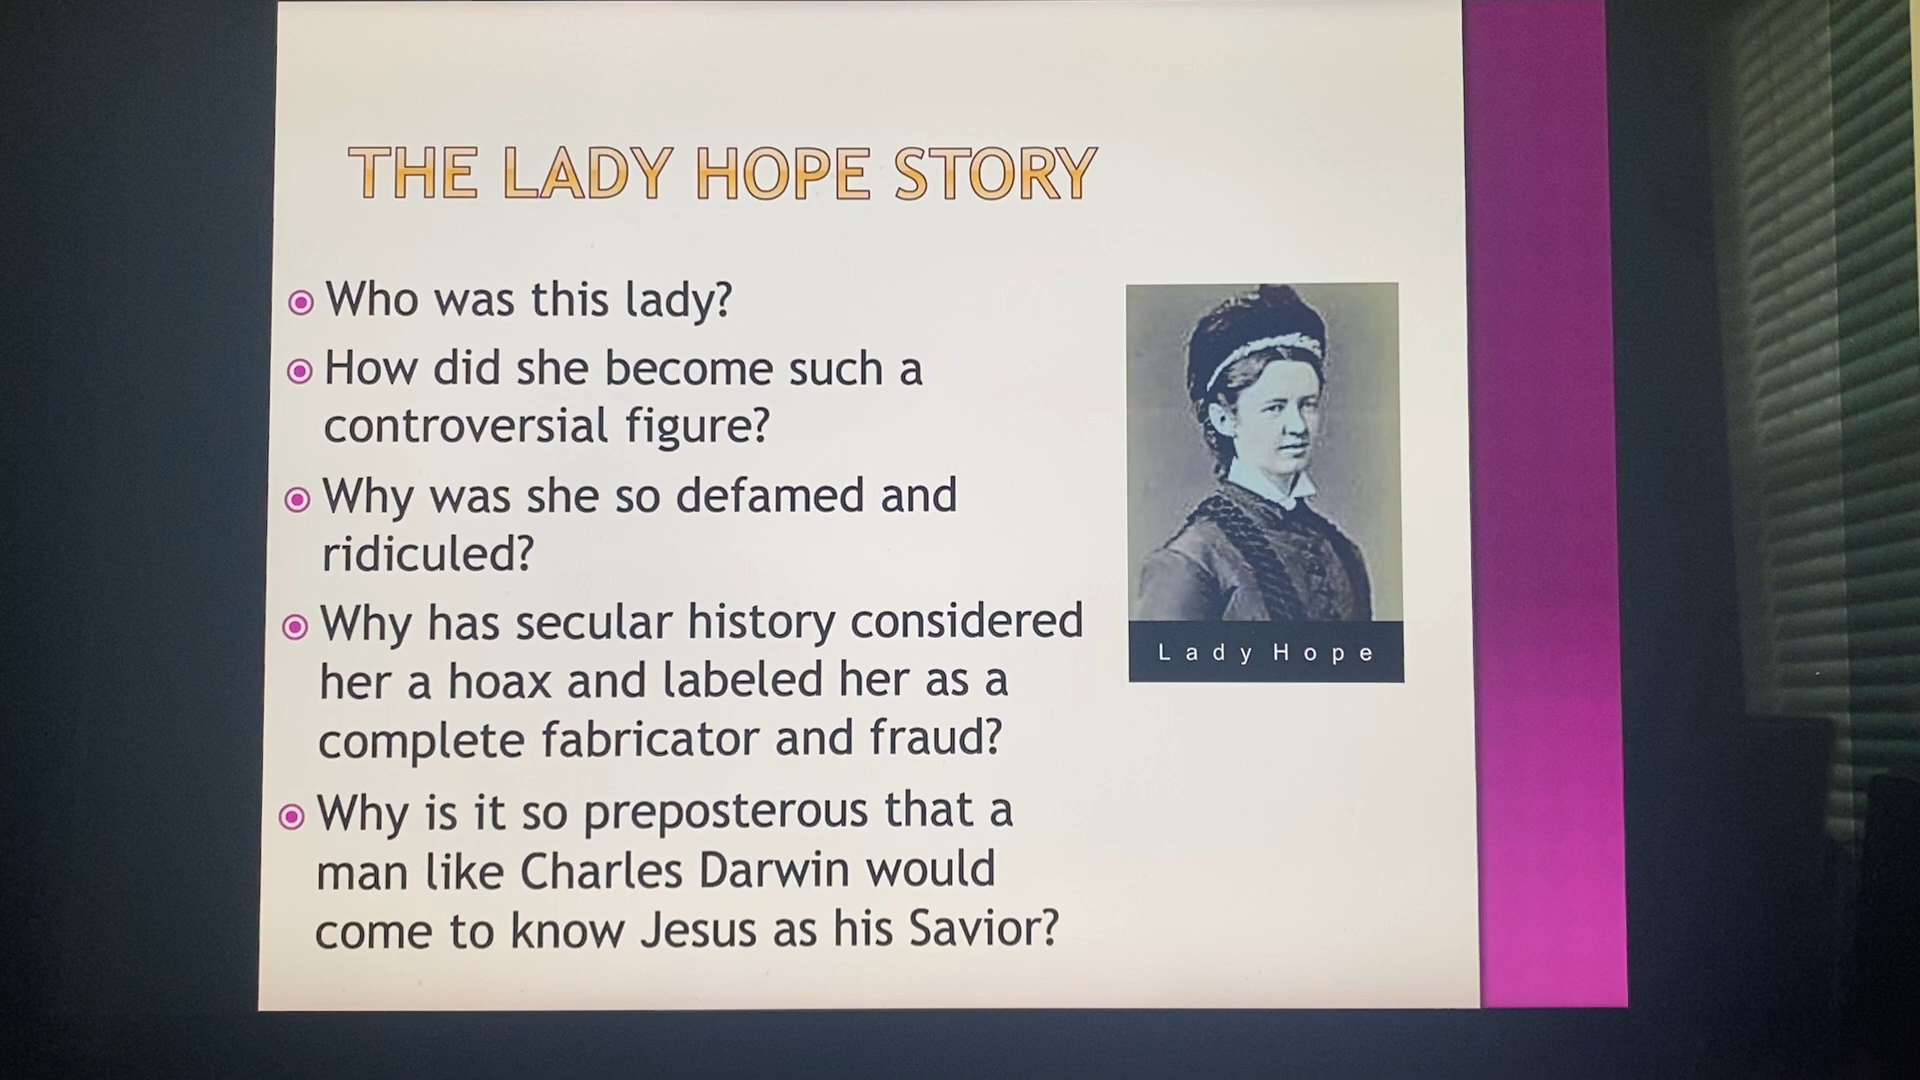 THE LADY HOPE STORY
Who was this lady?
How did she become such a
controversial figure?
Why was she so defamed and
ridiculed?
Why has secular history considered
her a hoax and labeled her as a
complete fabricator and fraud?
Why is it so preposterous that a
man like Charles Darwin would
come to know Jesus as his Savior?
Lady Hope